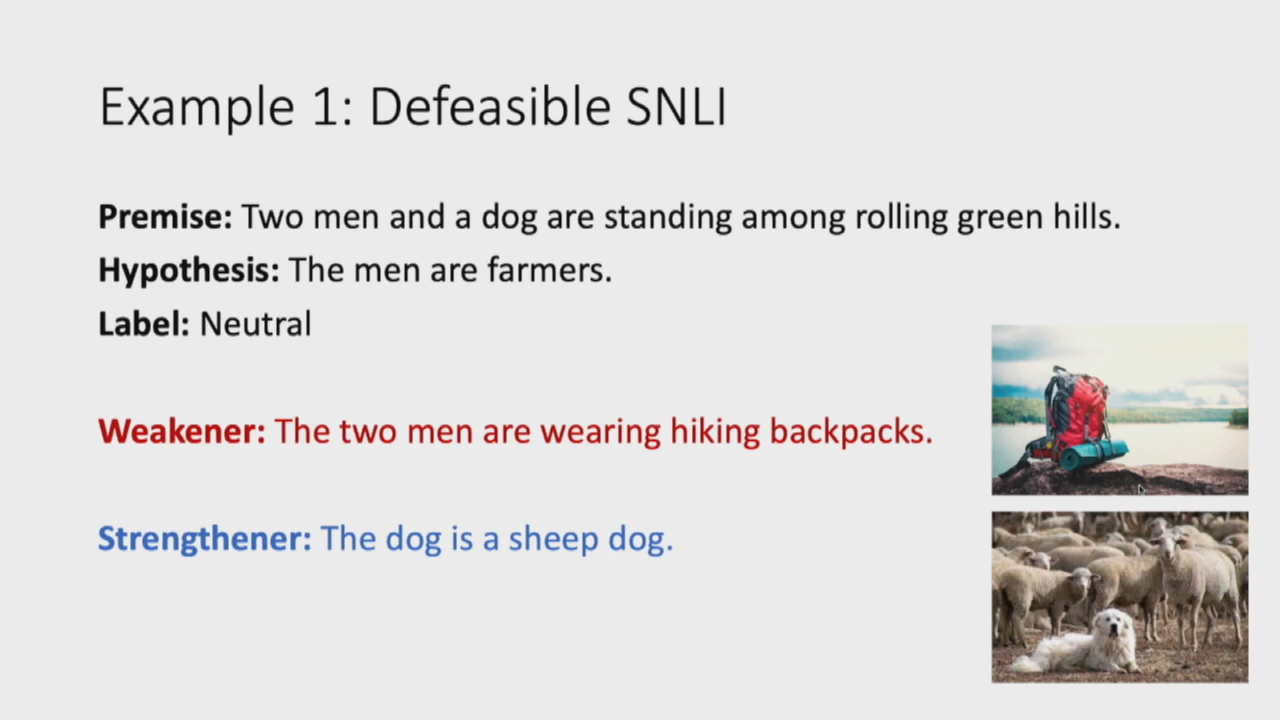 Example 1: Defeasible SNLI
Premise: Two men and a dog are standing among rolling green hills.
Hypothesis: The men are farmers.
Label: Neutral
Weakener: The two men are wearing hiking backpacks.
Strengthener: The dog is a sheep dog.